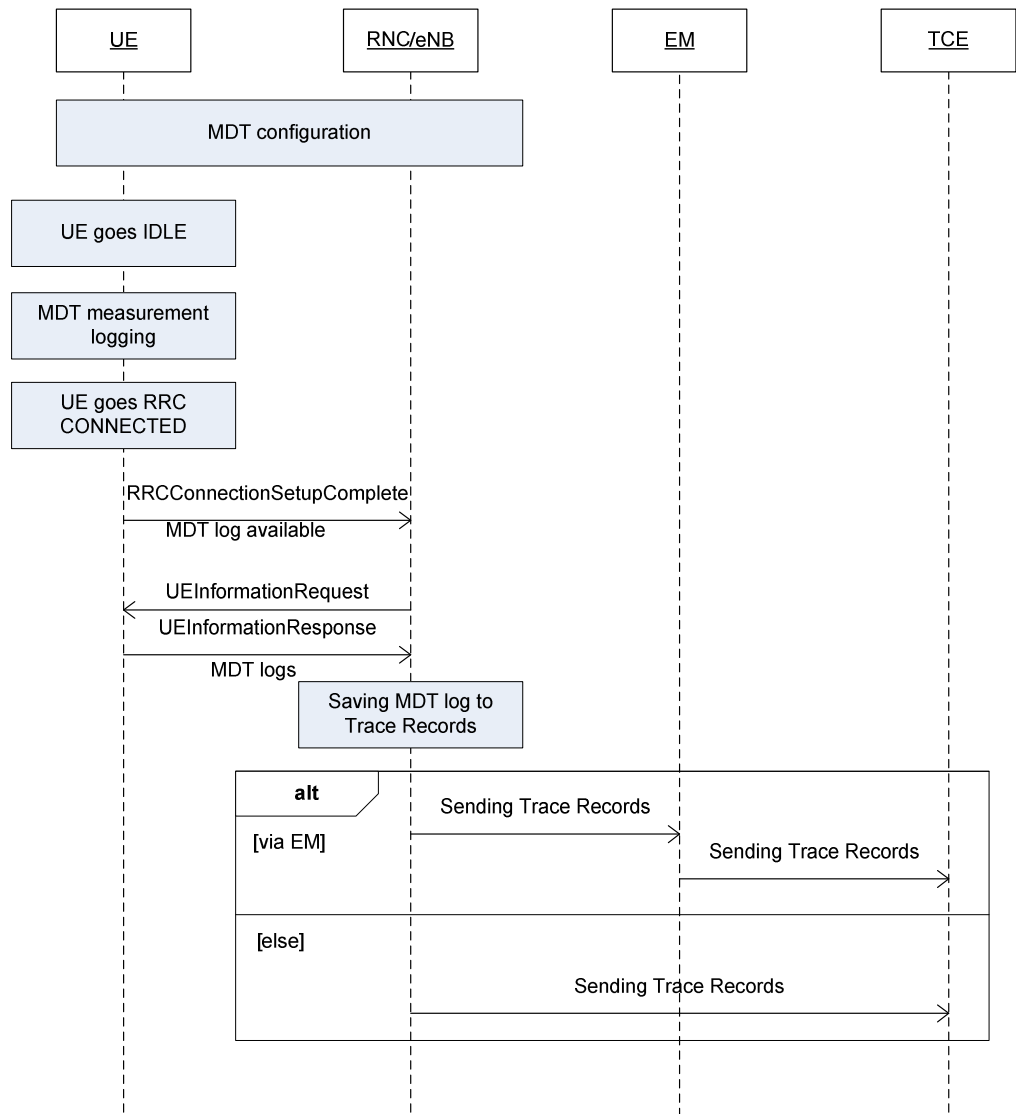 UE
RNC/eNB
EM
TCE
MDT configuration
UE goes IDLE
MDT measurement
logging
UE goes RRC
CONNECTED
RRCConnectionSetupComplete
MDT log available
UEInformationRequest
UEInformationResponse
MDT logs
Saving MDT log to
Trace Records
alt
Sending Trace Records
[via EM]
Sending Trace Records
[else]
Sending Trace Records